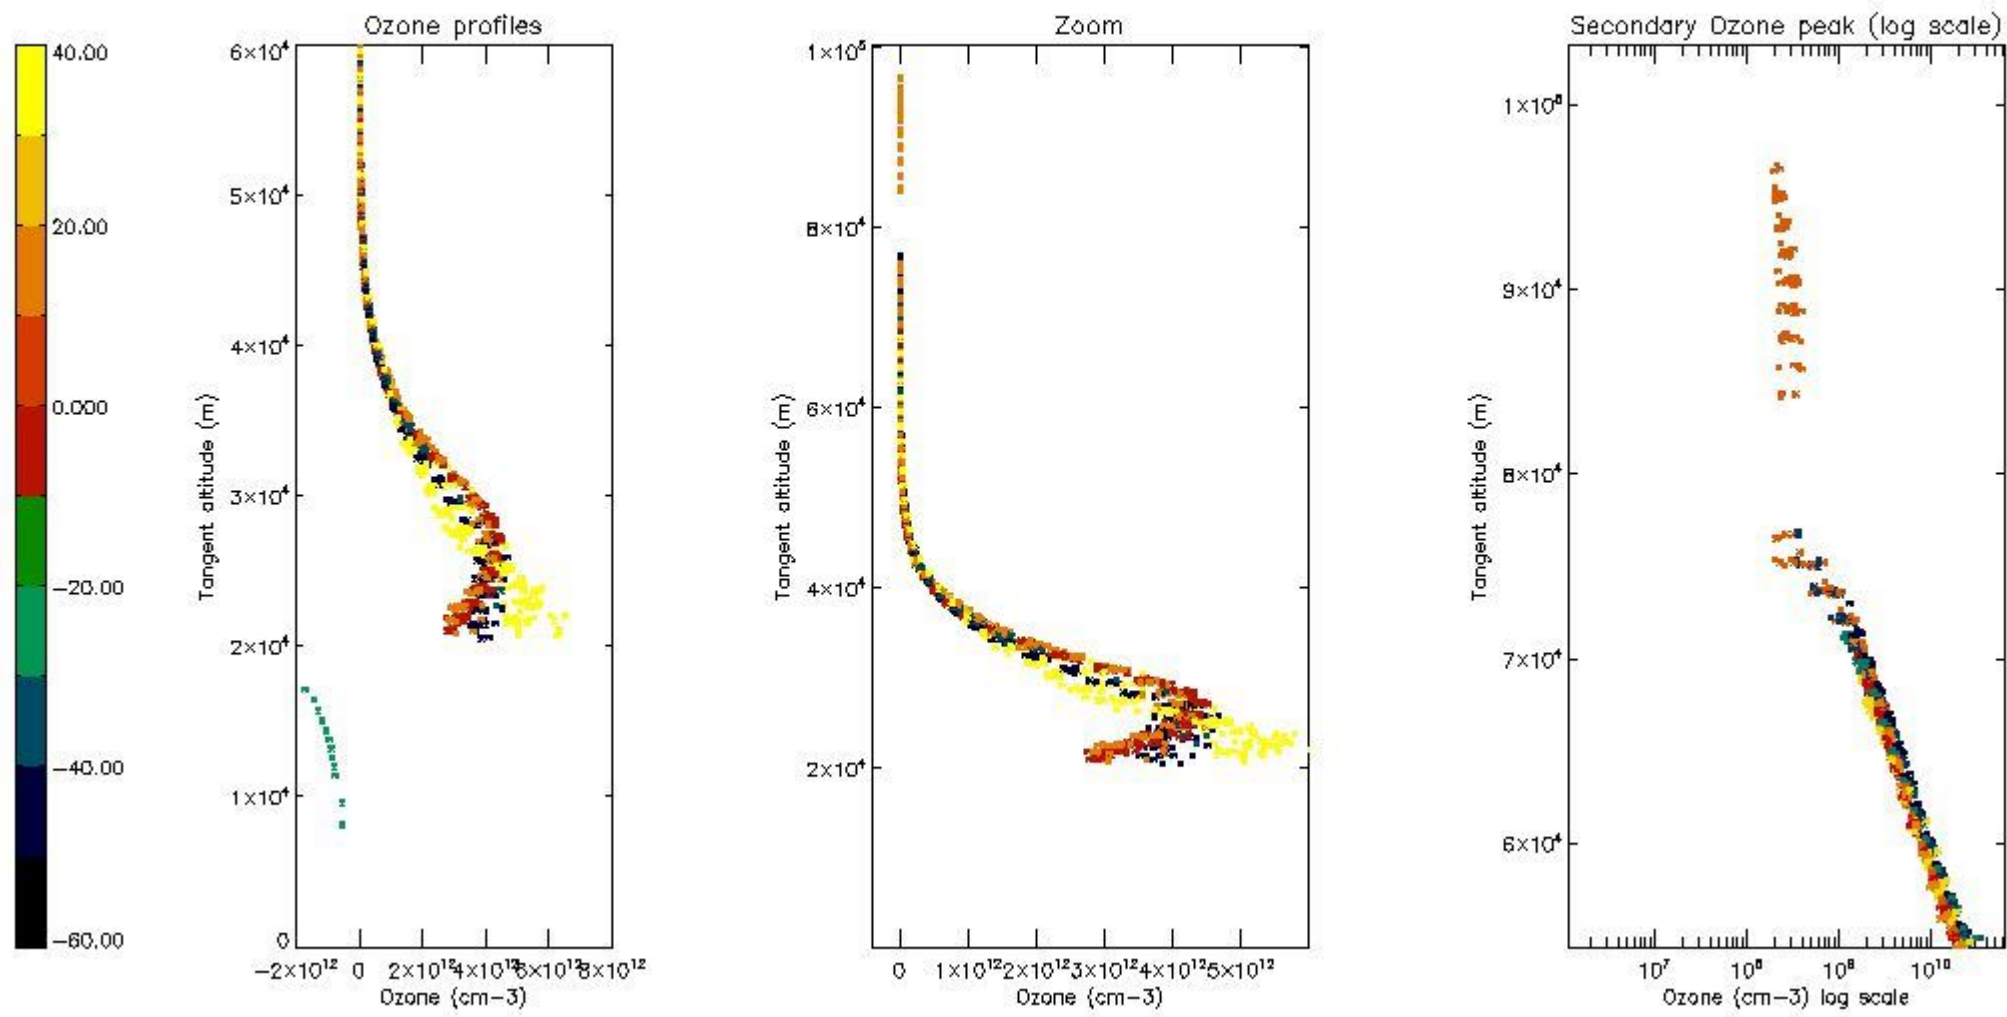 Ozone profiles
Zoom
Secondary Ozone peak (log scale)
40.00
20.00
0.000
−20.00
−40.00
−60.00
6×10⁴
5×10⁴
4×10⁴
3×10⁴
2×10⁴
1×10⁴
0
Tangent altitude (m)
−2×10¹² 0 2×10¹² 4×10¹² 6×10¹² 8×10¹²
Ozone (cm−3)
1×10⁵
8×10⁴
6×10⁴
4×10⁴
2×10⁴
Tangent altitude (m)
0 1×10¹² 2×10¹² 3×10¹² 4×10¹² 5×10¹²
Ozone (cm−3)
9×10⁴
8×10⁴
7×10⁴
6×10⁴
Tangent altitude (m)
10⁷ 10¹⁰
Ozone (cm−3) log scale